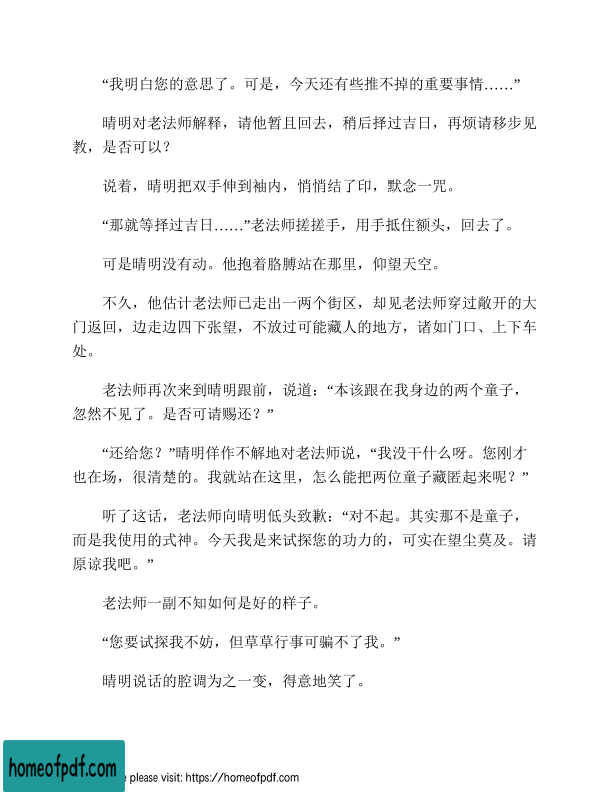 “我明白您的意思了。可是，今天还有些推不掉的重要事情……”
晴明对老法师解释，请他暂且回去，稍后择过吉日，再烦请移步见
教，是否可以？
说着，晴明把双手伸到袖内，悄悄结了印，默念一咒。
“那就等择过吉日……”老法师搓搓手，用手抵住额头，回去了。
可是晴明没有动。他抱着胳膊站在那里，仰望天空。
不久，他估计老法师已走出一两个街区，却见老法师穿过敞开的大
门返回，边走边四下张望，不放过可能藏人的地方，诸如门口、上下车
处。
老法师再次来到晴明跟前，说道：“本该跟在我身边的两个童子，
忽然不见了。是否可请赐还？”
“还给您？”晴明佯作不解地对老法师说，“我没干什么呀。您刚才
也在场，很清楚的。我就站在这里，怎么能把两位童子藏匿起来呢？”
听了这话，老法师向晴明低头致歉：“对不起。其实那不是童子，
而是我使用的式神。今天我是来试探您的功力的，可实在望尘莫及。请
原谅我吧。”
老法师一副不知如何是好的样子。
“您要试探我不妨，但草草行事可骗不了我。”
晴明说话的腔调为之一变，得意地笑了。
homeofpdf.com
e please visit: https://homeofpdf.com